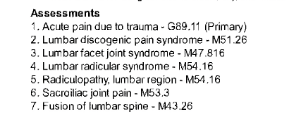 Assessments
1. Acute pain due to trauma - G89.11 (Primary)
2. Lumbar discogenic pain syndrome - M51.26
3. Lumbar facet joint syndrome - M47.816
4. Lumbar radicular syndrome - M54.16
5. Radiculopathy, lumbar region - M54.16
6. Sacroiliac joint pain - M53.3
7. Fusion of lumbar spine - M43.26